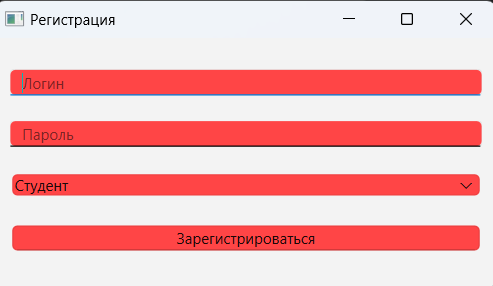 Регистрация
Логин
Пароль
Студент
Зарегистрироваться